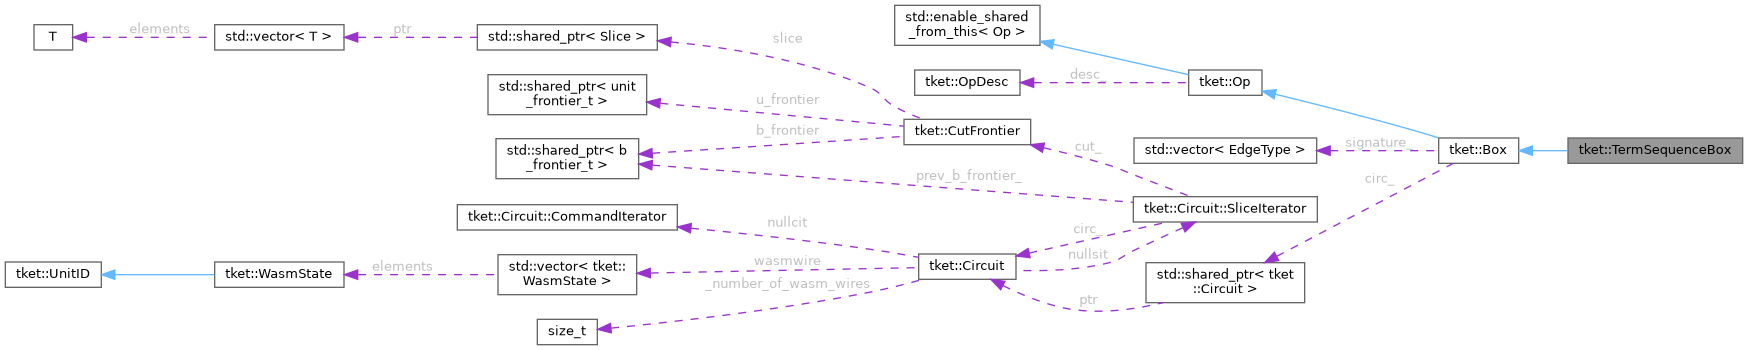 T
elements
std::vector< T >
ptr
std::shared_ptr< Slice >
slice
std::enable_shared
_from_this< Op >
tket::OpDesc
desc_
tket::Op
std::shared_ptr< unit
_frontier_t >
u_frontier
b_frontier
tket::CutFrontier
std::shared_ptr< b
_frontier_t >
prev_b_frontier_
cut_
std::vector< EdgeType >
signature_
tket::Box
tket::TermSequenceBox
circ_
tket::Circuit::SliceIterator
tket::Circuit::CommandIterator
nullcit
circ_
nullsit
tket::UnitID
tket::WasmState
elements
std::vector< tket::
WasmState >
wasmwire
_number_of_wasm_wires
tket::Circuit
ptr
std::shared_ptr< tket
::Circuit >
size_t